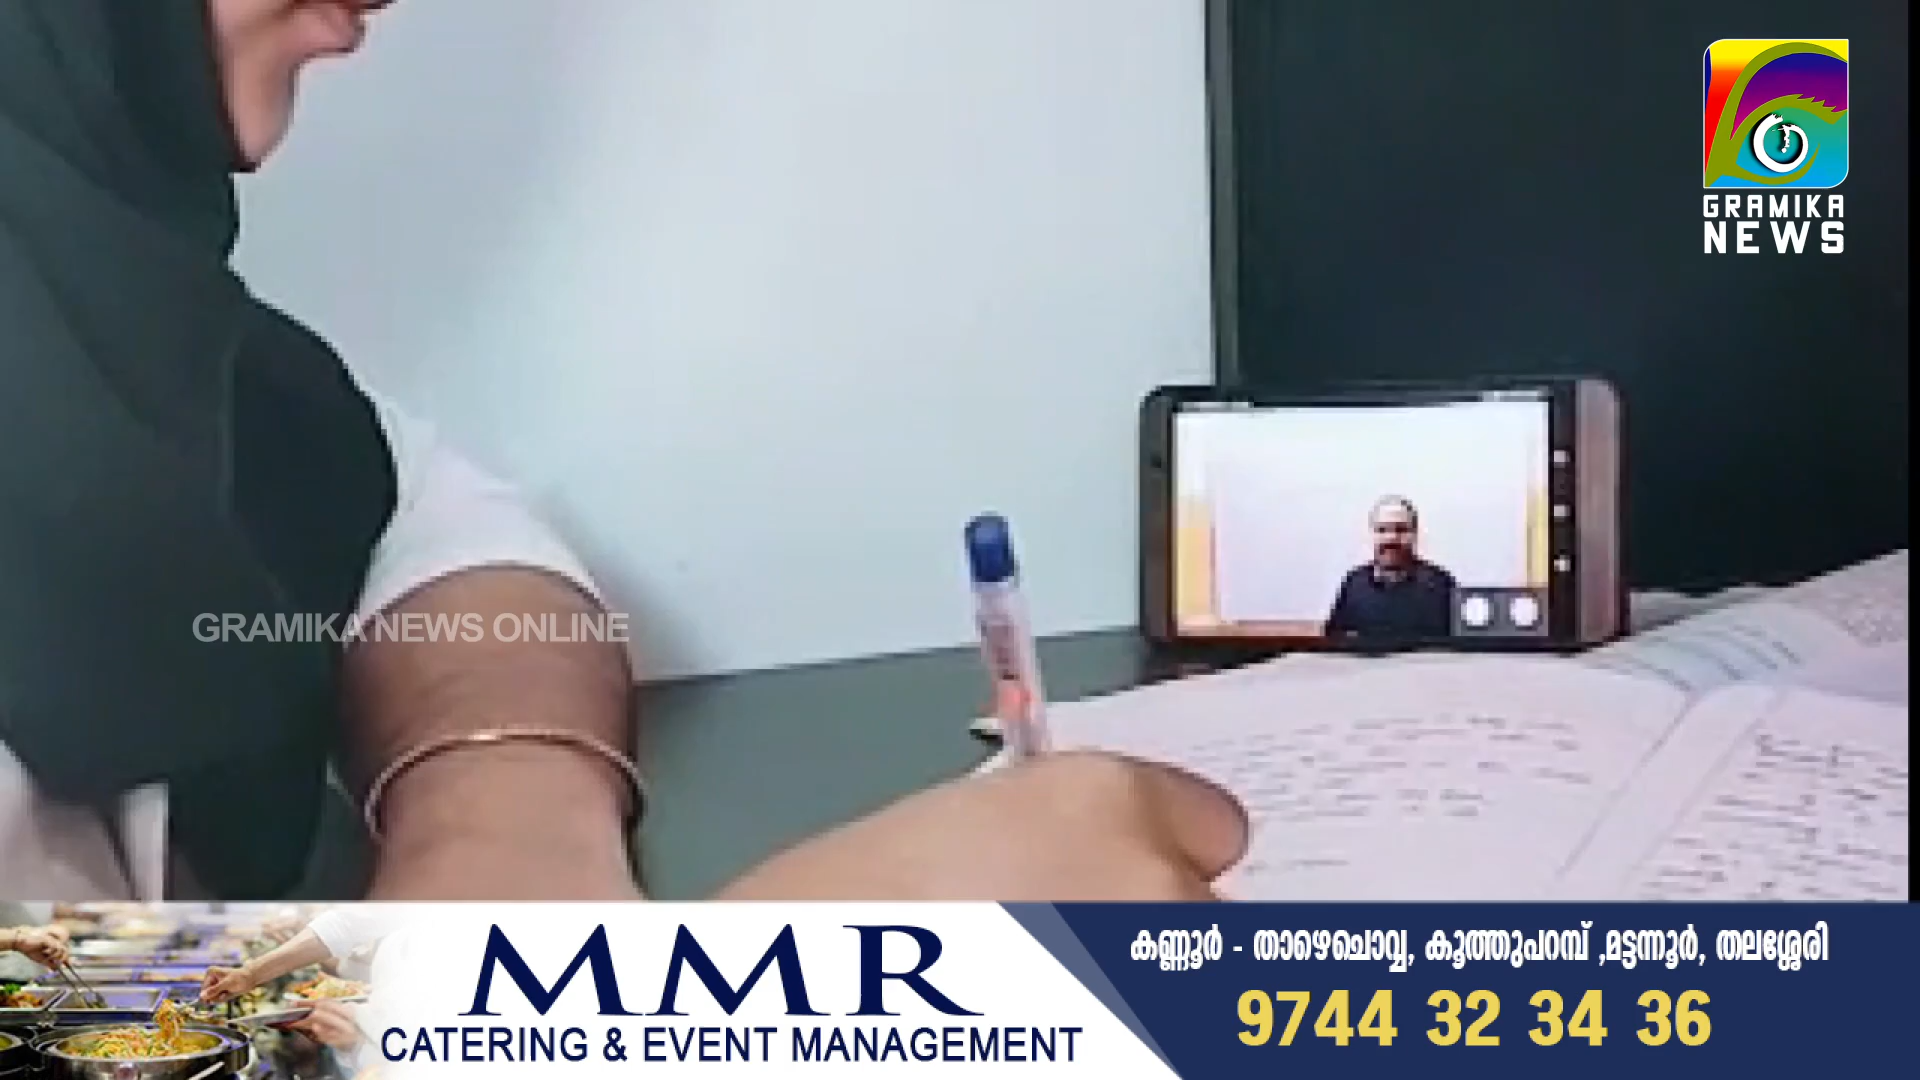 GRAMIKA
NEWS
GRAMIKA NEWS ONLINE
MMR
CATERING & EVENT MANAGEMENT
കണ്ണൂർ - താഴെചൊവ്വ, കൂത്തുപറമ്പ് ,മട്ടന്നൂർ, തലശ്ശേരി
9744 32 34 36